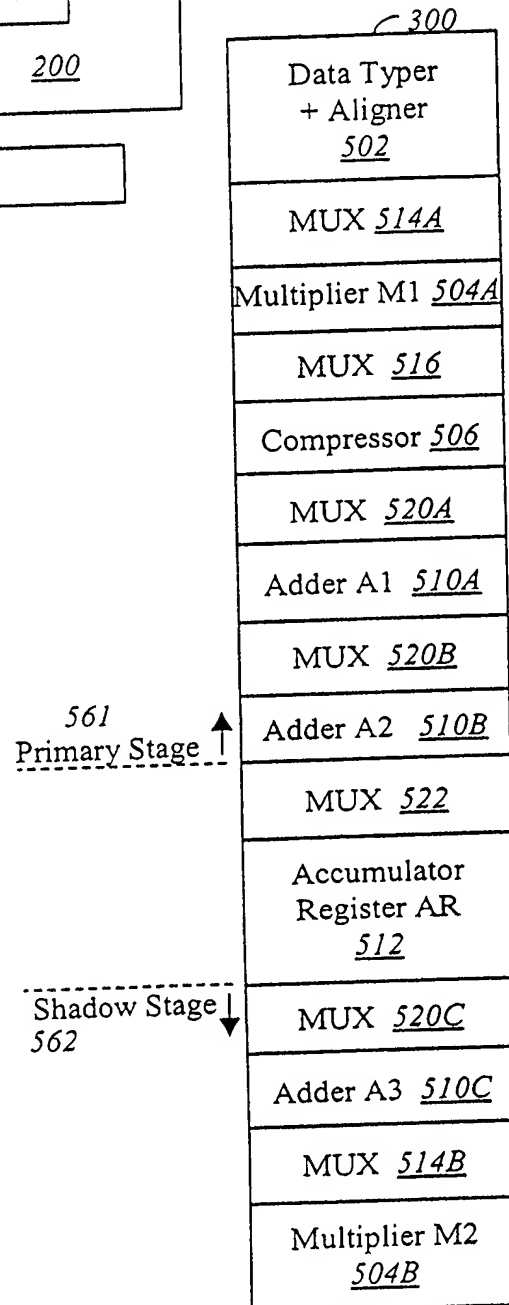 300
200
Data Typer
+ Aligner
502
MUX 514A
Multiplier M1 504A
MUX 516
Compressor 506
MUX 520A
Adder A1 510A
MUX 520B
561
Primary Stage
Adder A2 510B
MUX 522
Accumulator
Register AR
512
Shadow Stage
562
MUX 520C
Adder A3 510C
MUX 514B
Multiplier M2
504B